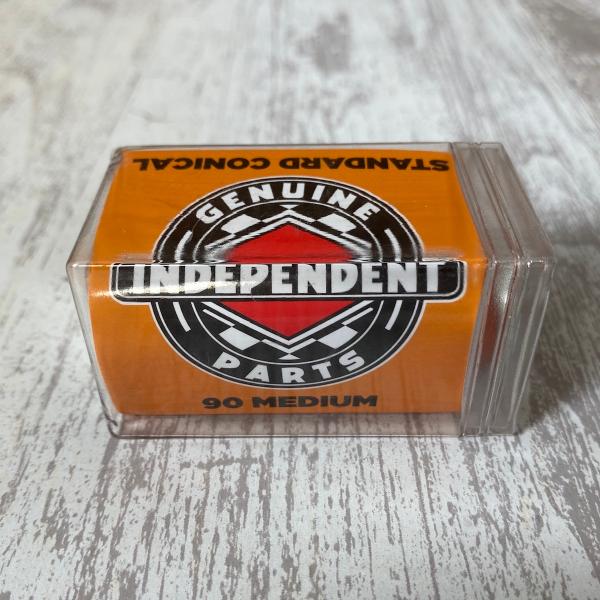 STANDARD CONICAL
GENUINE
INDEPENDENT
PARTS
90 MEDIUM